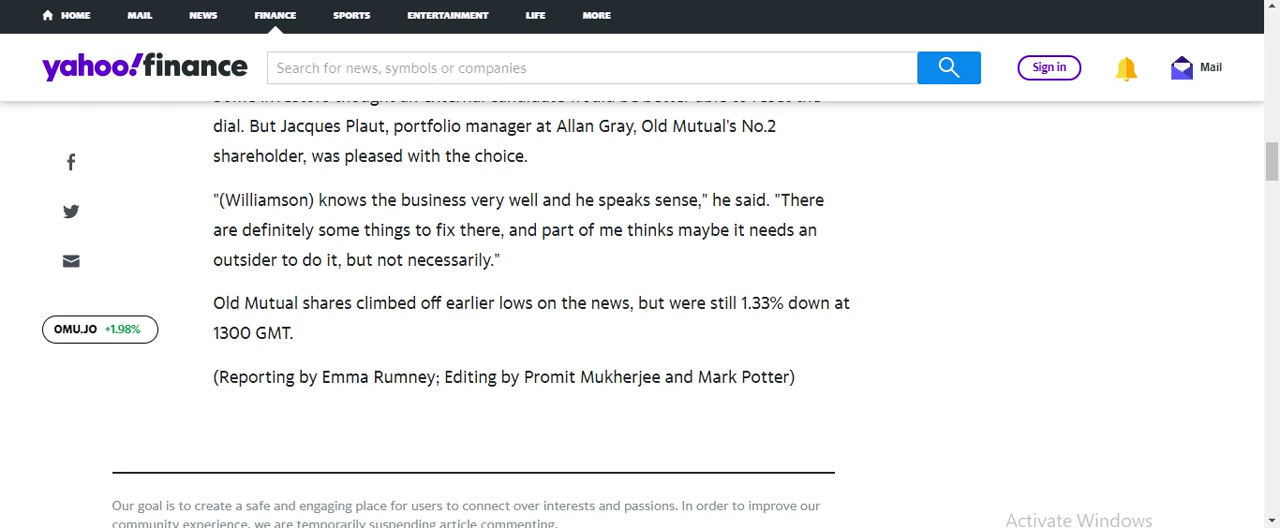 HOME MAIL NEWS FINANCE SPORTS ENTERTAINMENT LIFE MORE
yahoo!finance Search for news, symbols or companies Sign in Mail
dial. But Jacques Plaut, portfolio manager at Allan Gray, Old Mutual's No.2
shareholder, was pleased with the choice.
"(Williamson) knows the business very well and he speaks sense," he said. "There
are definitely some things to fix there, and part of me thinks maybe it needs an
outsider to do it, but not necessarily."
Old Mutual shares climbed off earlier lows on the news, but were still 1.33% down at
1300 GMT.
OMU.JO +1.98%
(Reporting by Emma Rumney; Editing by Promit Mukherjee and Mark Potter)
Our goal is to create a safe and engaging place for users to connect over interests and passions. In order to improve our
community experience, we are temporarily suspending article commenting.
Activate Windows